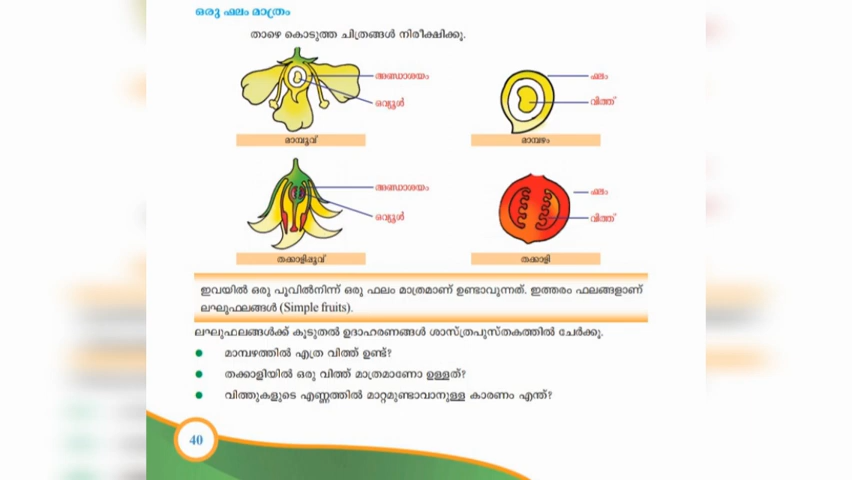 ഒരു ഫലം മാത്രം
താഴെ കൊടുത്ത ചിത്രങ്ങൾ നിരീക്ഷിക്കൂ.
അണ്ഡാശയം
ഫലം
ഒവ്യൂൾ
വിത്ത്
മാമ്പൂവ്
മാമ്പഴം
അണ്ഡാശയം
ഫലം
ഒവ്യൂൾ
വിത്ത്
തക്കാളിപ്പൂവ്
തക്കാളി
ഇവയിൽ ഒരു പൂവിൽനിന്ന് ഒരു ഫലം മാത്രമാണ് ഉണ്ടാവുന്നത്. ഇത്തരം ഫലങ്ങളാണ്
ലഘുഫലങ്ങൾ (Simple fruits).
ലഘുഫലങ്ങൾക്ക് കൂടുതൽ ഉദാഹരണങ്ങൾ ശാസ്ത്രപുസ്തകത്തിൽ ചേർക്കൂ.
മാമ്പഴത്തിൽ എത്ര വിത്ത് ഉണ്ട്?
തക്കാളിയിൽ ഒരു വിത്ത് മാത്രമാണോ ഉള്ളത്?
വിത്തുകളുടെ എണ്ണത്തിൽ മാറ്റമുണ്ടാവാനുള്ള കാരണം എന്ത്?
40